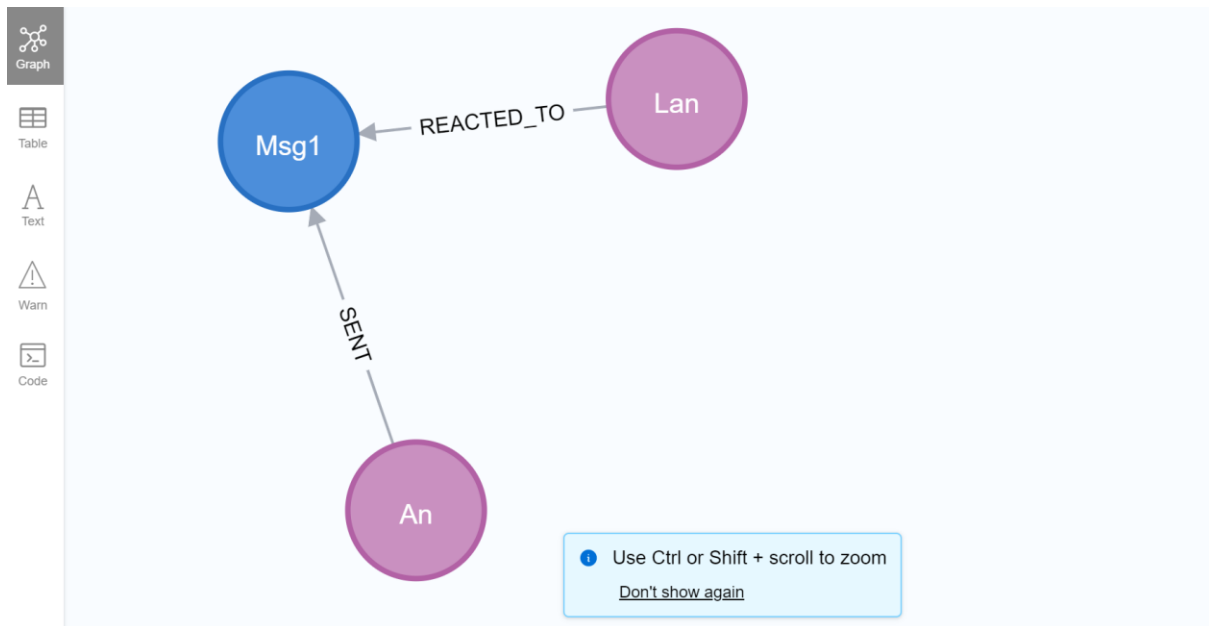 Graph
Table
Text
Warn
Code
Msg1
REACTED_TO
Lan
SENT
An
Use Ctrl or Shift + scroll to zoom
Don't show again